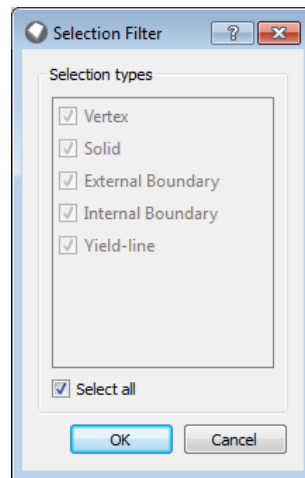 Selection Filter
Selection types
Vertex
Solid
External Boundary
Internal Boundary
Yield-line
Select all
OK Cancel